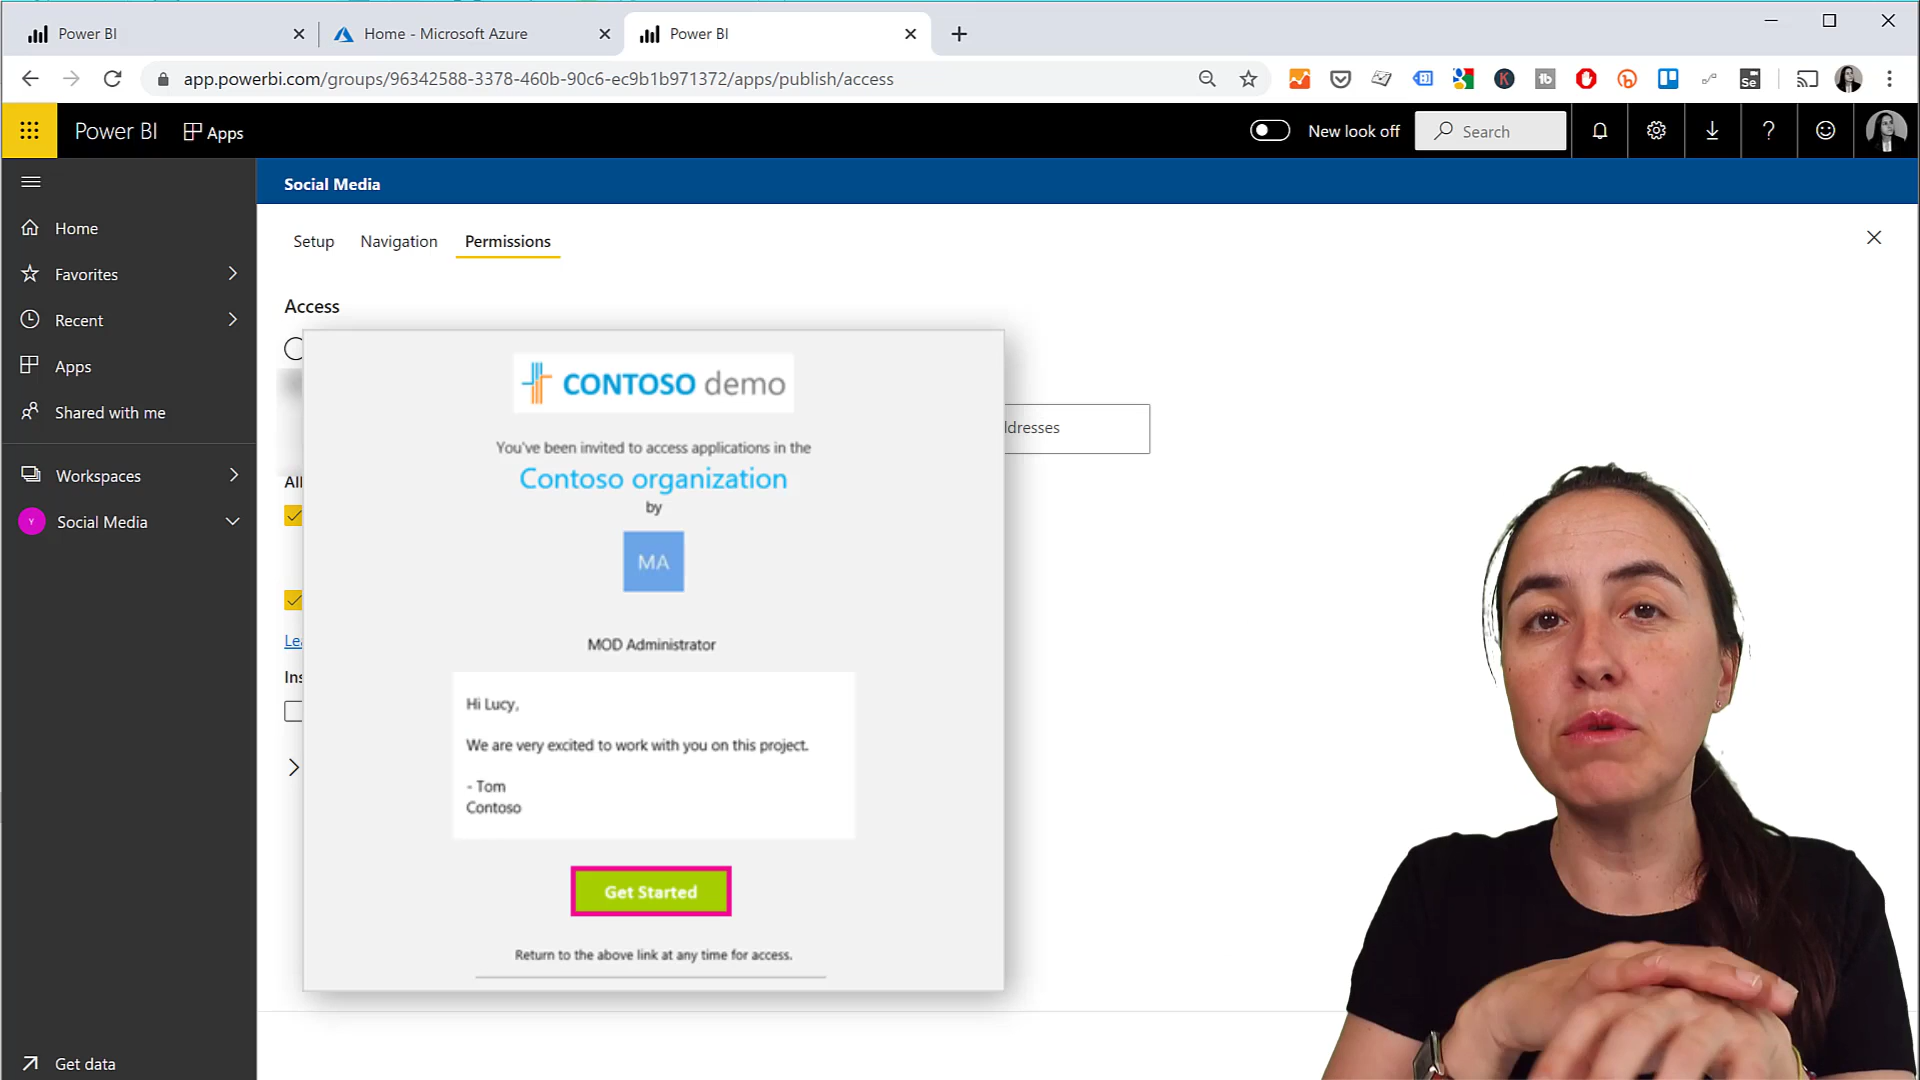 Power BI
Home - Microsoft Azure
Power BI
app.powerbi.com/groups/96342588-3378-460b-90c6-ec9b1b971372/apps/publish/access
Power BI
Apps
New look off
Search
Social Media
Home
Favorites
Recent
Apps
Shared with me
Workspaces
Y
Social Media
Get data
Setup
Navigation
Permissions
Access
ddresses
All
Lea
Ins
CONTOSO demo
You've been invited to access applications in the
Contoso organization
by
MA
MOD Administrator
Hi Lucy,
We are very excited to work with you on this project.
- Tom
Contoso
Get Started
Return to the above link at any time for access.